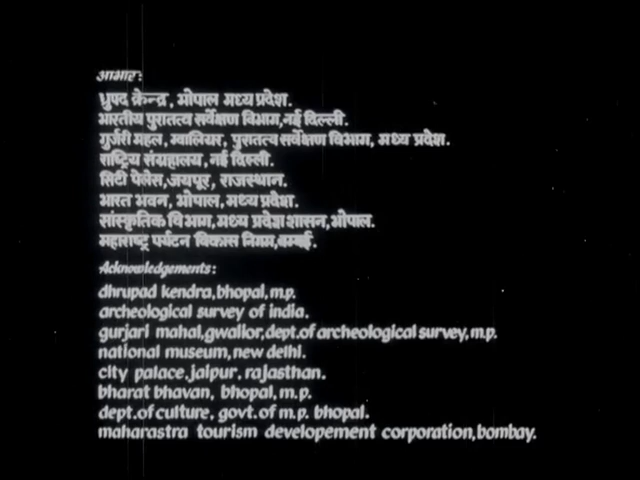 आभार:
ध्रुपद केन्द्र, भोपाल मध्य प्रदेश.
भारतीय पुरातत्व सर्वेक्षण विभाग,नई दिल्ली.
गुर्जरी महल, ग्वालियर, पुरातत्व सर्वेक्षण विभाग, मध्य प्रदेश.
राष्ट्रिय संग्रहालय, नई दिल्ली.
सिटी पेलेस,जयपूर, राजस्थान.
भारत भवन, भोपाल, मध्य प्रदेश.
सांस्कृतिक विभाग,मध्य प्रदेश शासन,भोपाल.
महाराष्ट्र पर्यटन विकास निगम,बम्बई.
Acknowledgements:
dhrupad kendra,bhopal,m.p.
archeological survey of india.
gurjari mahal,gwalior,dept.of archeological survey,m.p.
national museum,new delhi.
city palace,jaipur, rajasthan.
bharat bhavan, bhopal,m.p.
dept.of culture, govt.of m.p. bhopal.
maharastra tourism developement corporation,bombay.